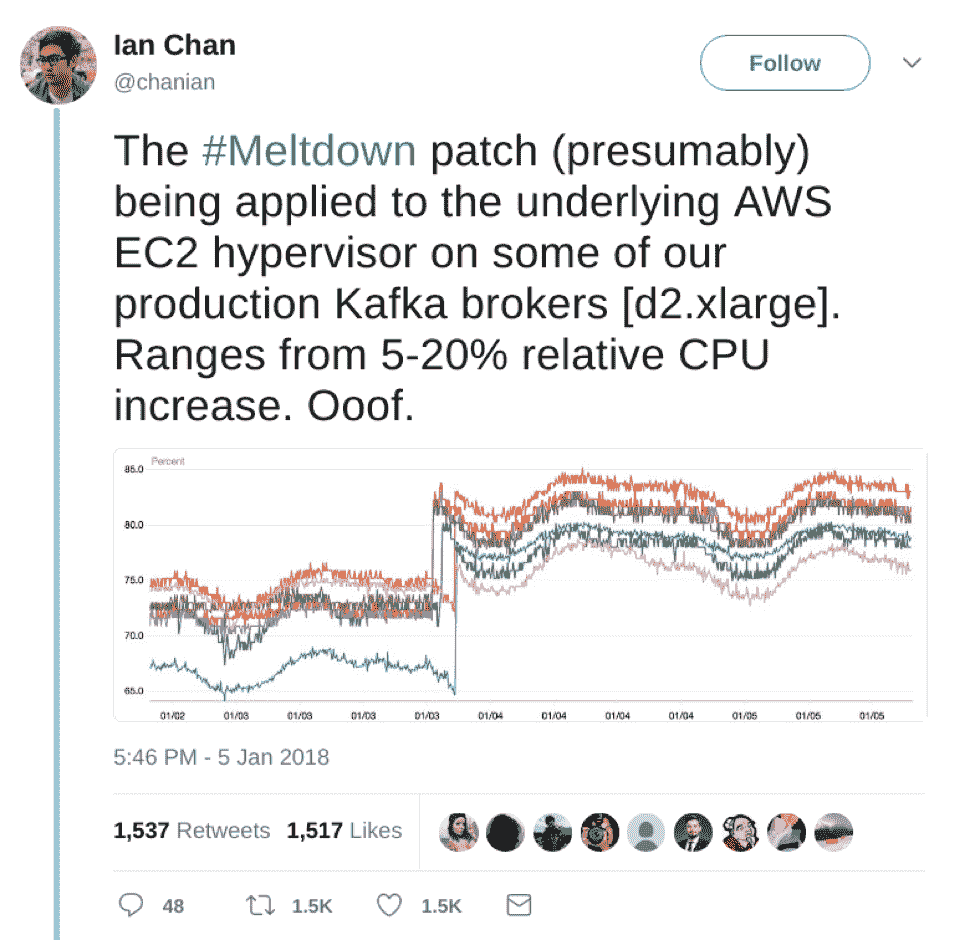 Ian Chan
@chanian
Follow
The #Meltdown patch (presumably)
being applied to the underlying AWS
EC2 hypervisor on some of our
production Kafka brokers [d2.xlarge].
Ranges from 5-20% relative CPU
increase. Ooof.
Percent
85.0
80.0
75.0
70.0
65.0
01/02 01/03 01/03 01/03 01/03 01/04 01/04 01/04 01/04 01/05 01/05 01/05
5:46 PM - 5 Jan 2018
1,537 Retweets 1,517 Likes
48 1.5K 1.5K